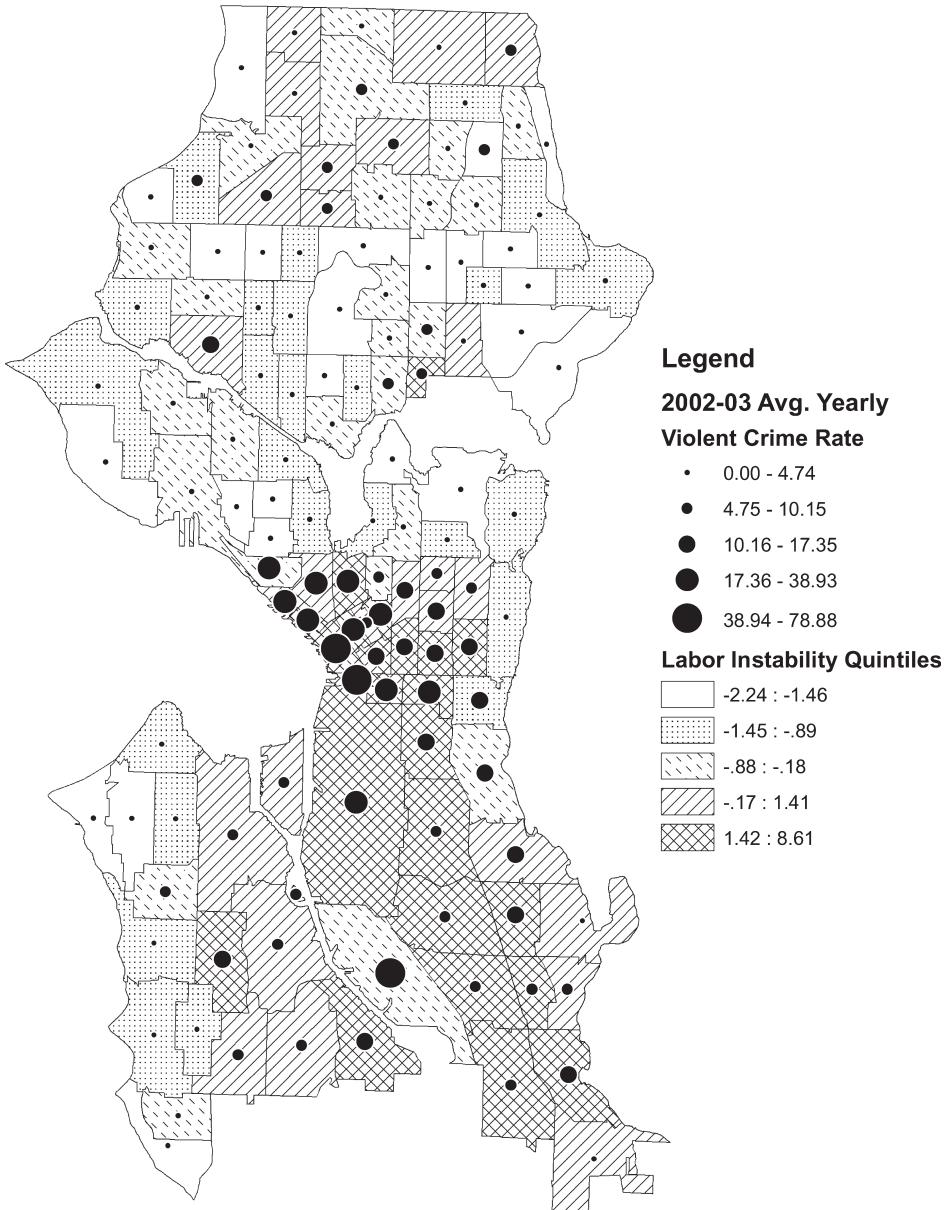 Legend
2002-03 Avg. Yearly
Violent Crime Rate
0.00 - 4.74
4.75 - 10.15
10.16 - 17.35
17.36 - 38.93
38.94 - 78.88
Labor Instability Quintiles
-2.24 : -1.46
-1.45 : -.89
-.88 : -.18
-.17 : 1.41
1.42 : 8.61